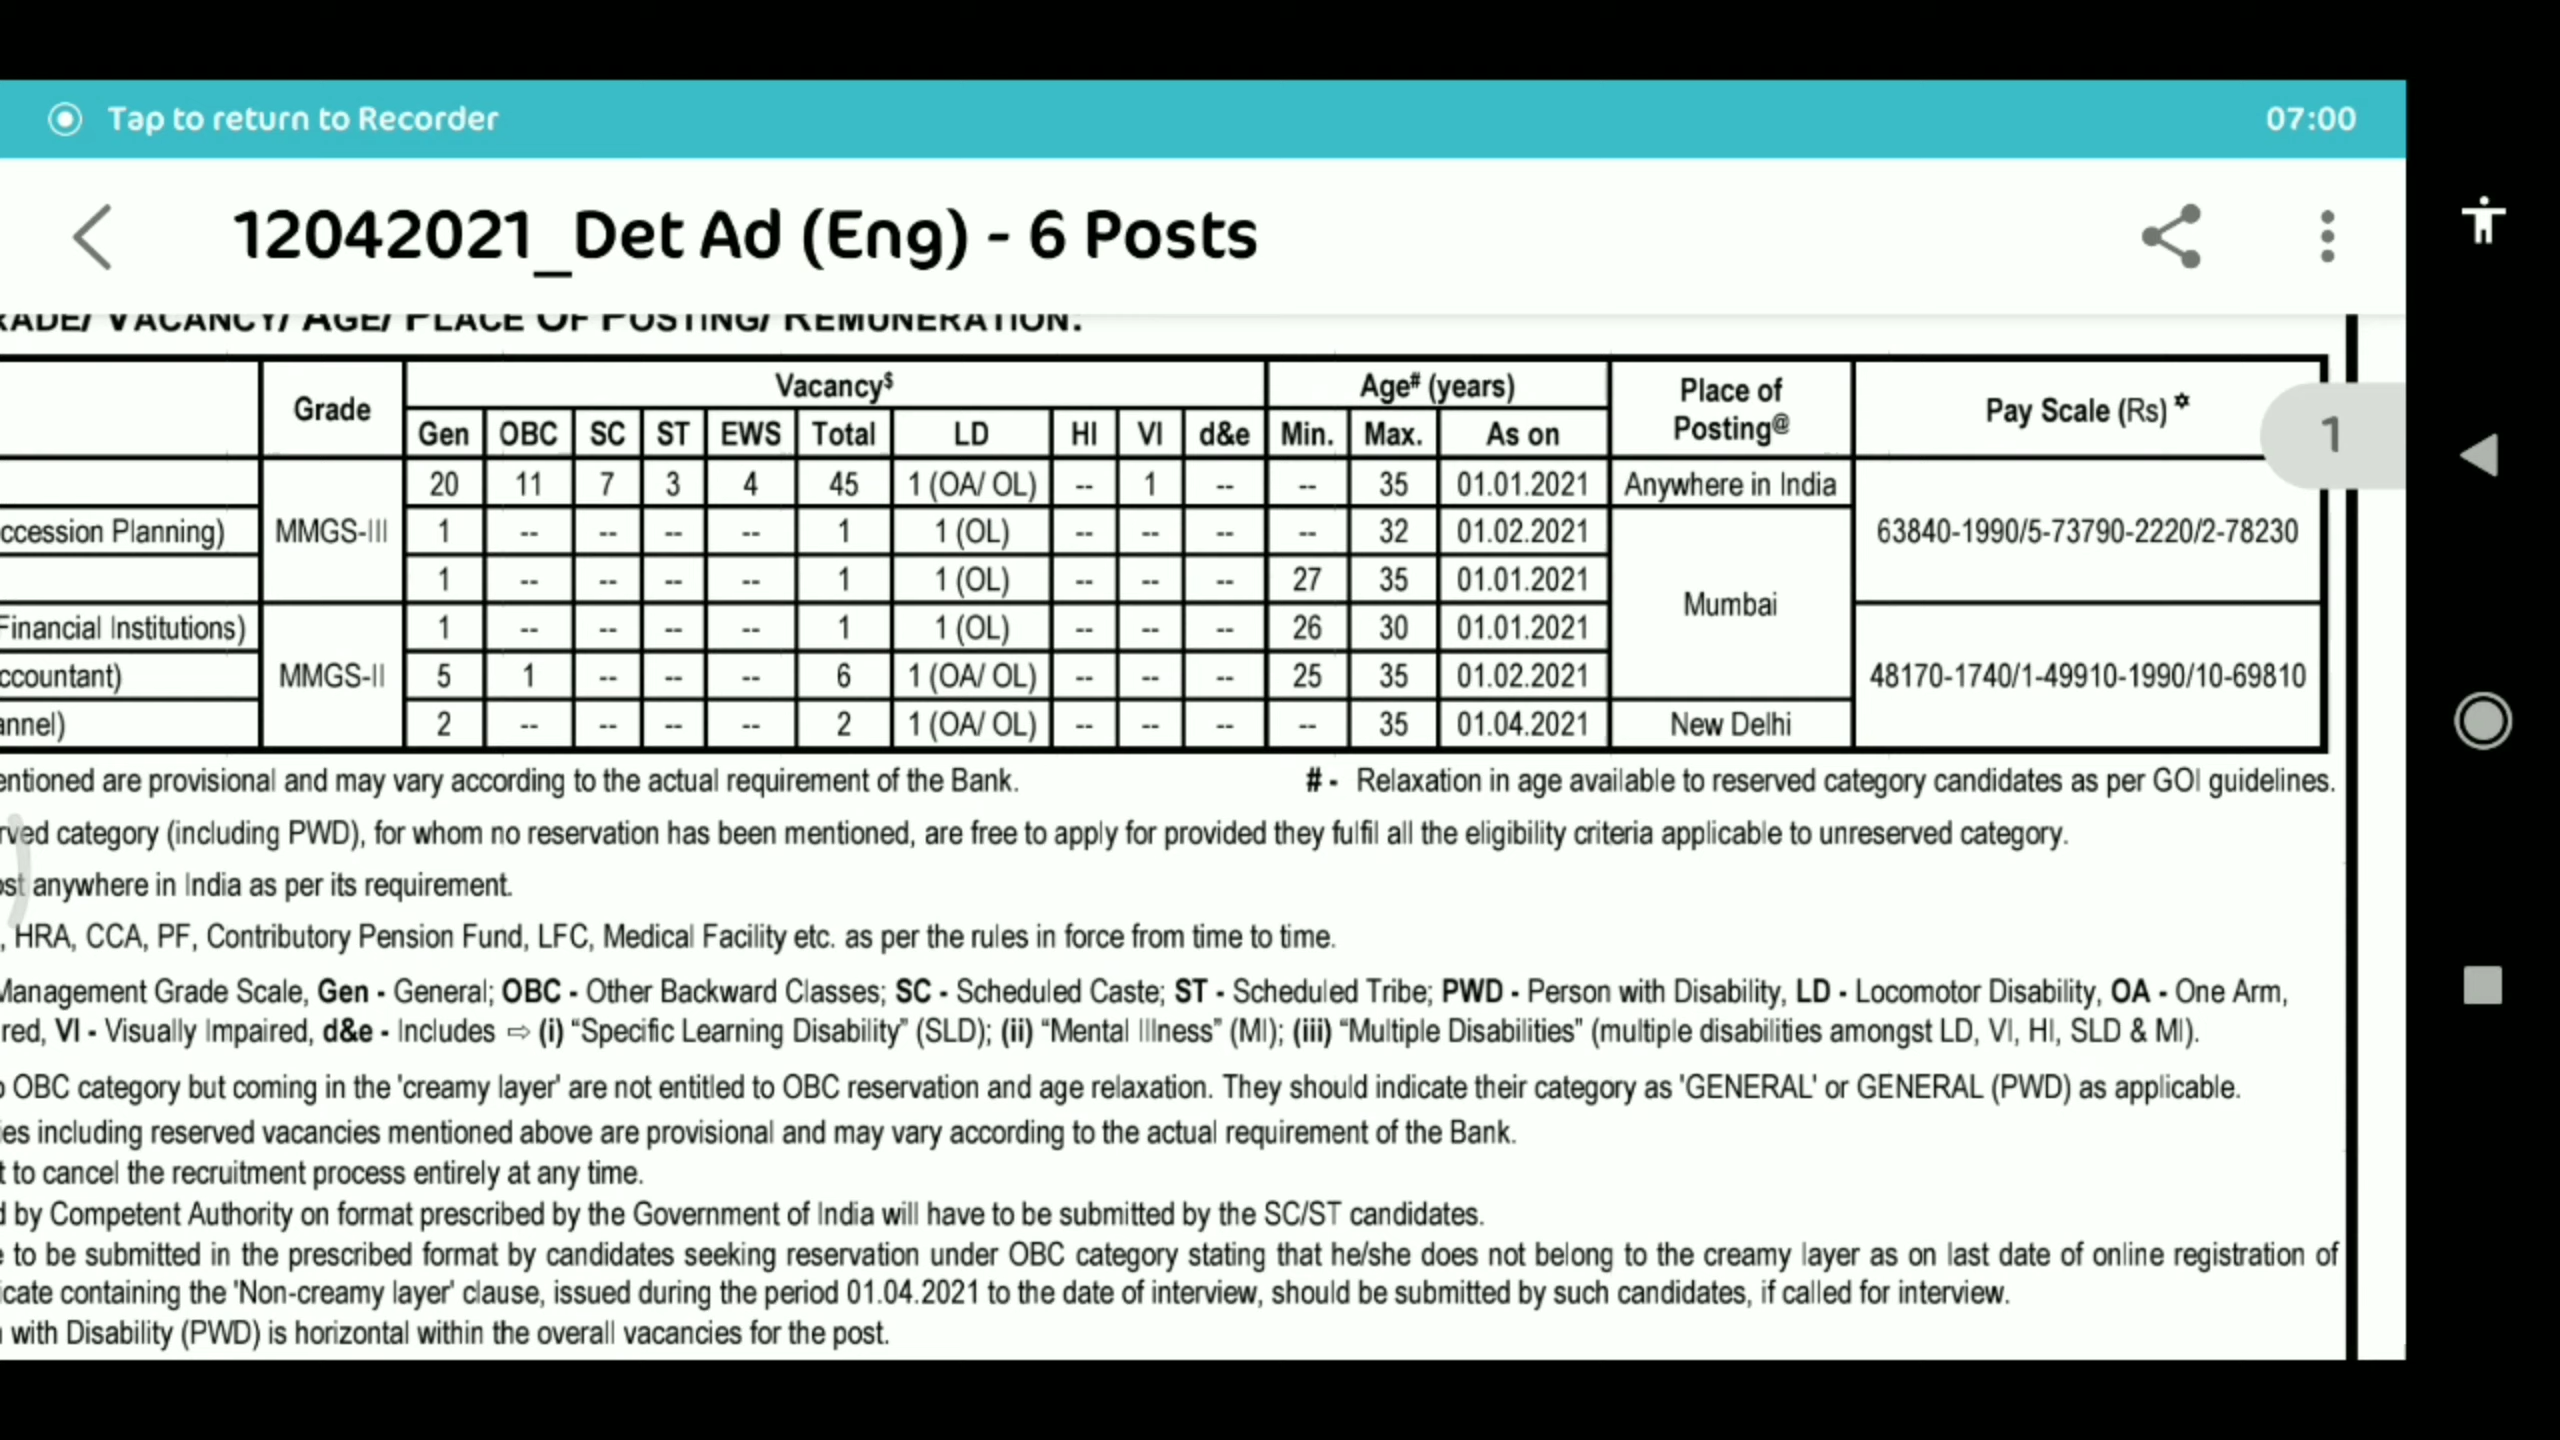 Tap to return to Recorder 07:00
12042021_Det Ad (Eng) - 6 Posts
RADE/ VACANCY/ AGE/ PLACE OF POSTING/ REMUNERATION:
Grade Vacancy$ Age# (years) Place of Posting@ Pay Scale (Rs) *
Gen OBC SC ST EWS Total LD HI VI d&e Min. Max. As on
1
20 11 7 3 4 45 1 (OA/ OL) -- 1 -- -- 35 01.01.2021 Anywhere in India
ccession Planning) MMGS-III 1 -- -- -- -- 1 1 (OL) -- -- -- -- 32 01.02.2021 63840-1990/5-73790-2220/2-78230
1 -- -- -- -- 1 1 (OL) -- -- -- 27 35 01.01.2021 Mumbai
Financial Institutions) 1 -- -- -- -- 1 1 (OL) -- -- -- 26 30 01.01.2021
ccountant) MMGS-II 5 1 -- -- -- 6 1 (OA/ OL) -- -- -- 25 35 01.02.2021 48170-1740/1-49910-1990/10-69810
annel) 2 -- -- -- -- 2 1 (OA/ OL) -- -- -- -- 35 01.04.2021 New Delhi
entioned are provisional and may vary according to the actual requirement of the Bank. # - Relaxation in age available to reserved category candidates as per GOI guidelines.
rved category (including PWD), for whom no reservation has been mentioned, are free to apply for provided they fulfil all the eligibility criteria applicable to unreserved category.
ost anywhere in India as per its requirement.
, HRA, CCA, PF, Contributory Pension Fund, LFC, Medical Facility etc. as per the rules in force from time to time.
Management Grade Scale, Gen - General; OBC - Other Backward Classes; SC - Scheduled Caste; ST - Scheduled Tribe; PWD - Person with Disability, LD - Locomotor Disability, OA - One Arm,
red, VI - Visually Impaired, d&e - Includes ⇨ (i) “Specific Learning Disability” (SLD); (ii) “Mental Illness” (MI); (iii) “Multiple Disabilities” (multiple disabilities amongst LD, VI, HI, SLD & MI).
o OBC category but coming in the 'creamy layer' are not entitled to OBC reservation and age relaxation. They should indicate their category as 'GENERAL' or GENERAL (PWD) as applicable.
ies including reserved vacancies mentioned above are provisional and may vary according to the actual requirement of the Bank.
t to cancel the recruitment process entirely at any time.
d by Competent Authority on format prescribed by the Government of India will have to be submitted by the SC/ST candidates.
e to be submitted in the prescribed format by candidates seeking reservation under OBC category stating that he/she does not belong to the creamy layer as on last date of online registration of
icate containing the 'Non-creamy layer' clause, issued during the period 01.04.2021 to the date of interview, should be submitted by such candidates, if called for interview.
n with Disability (PWD) is horizontal within the overall vacancies for the post.